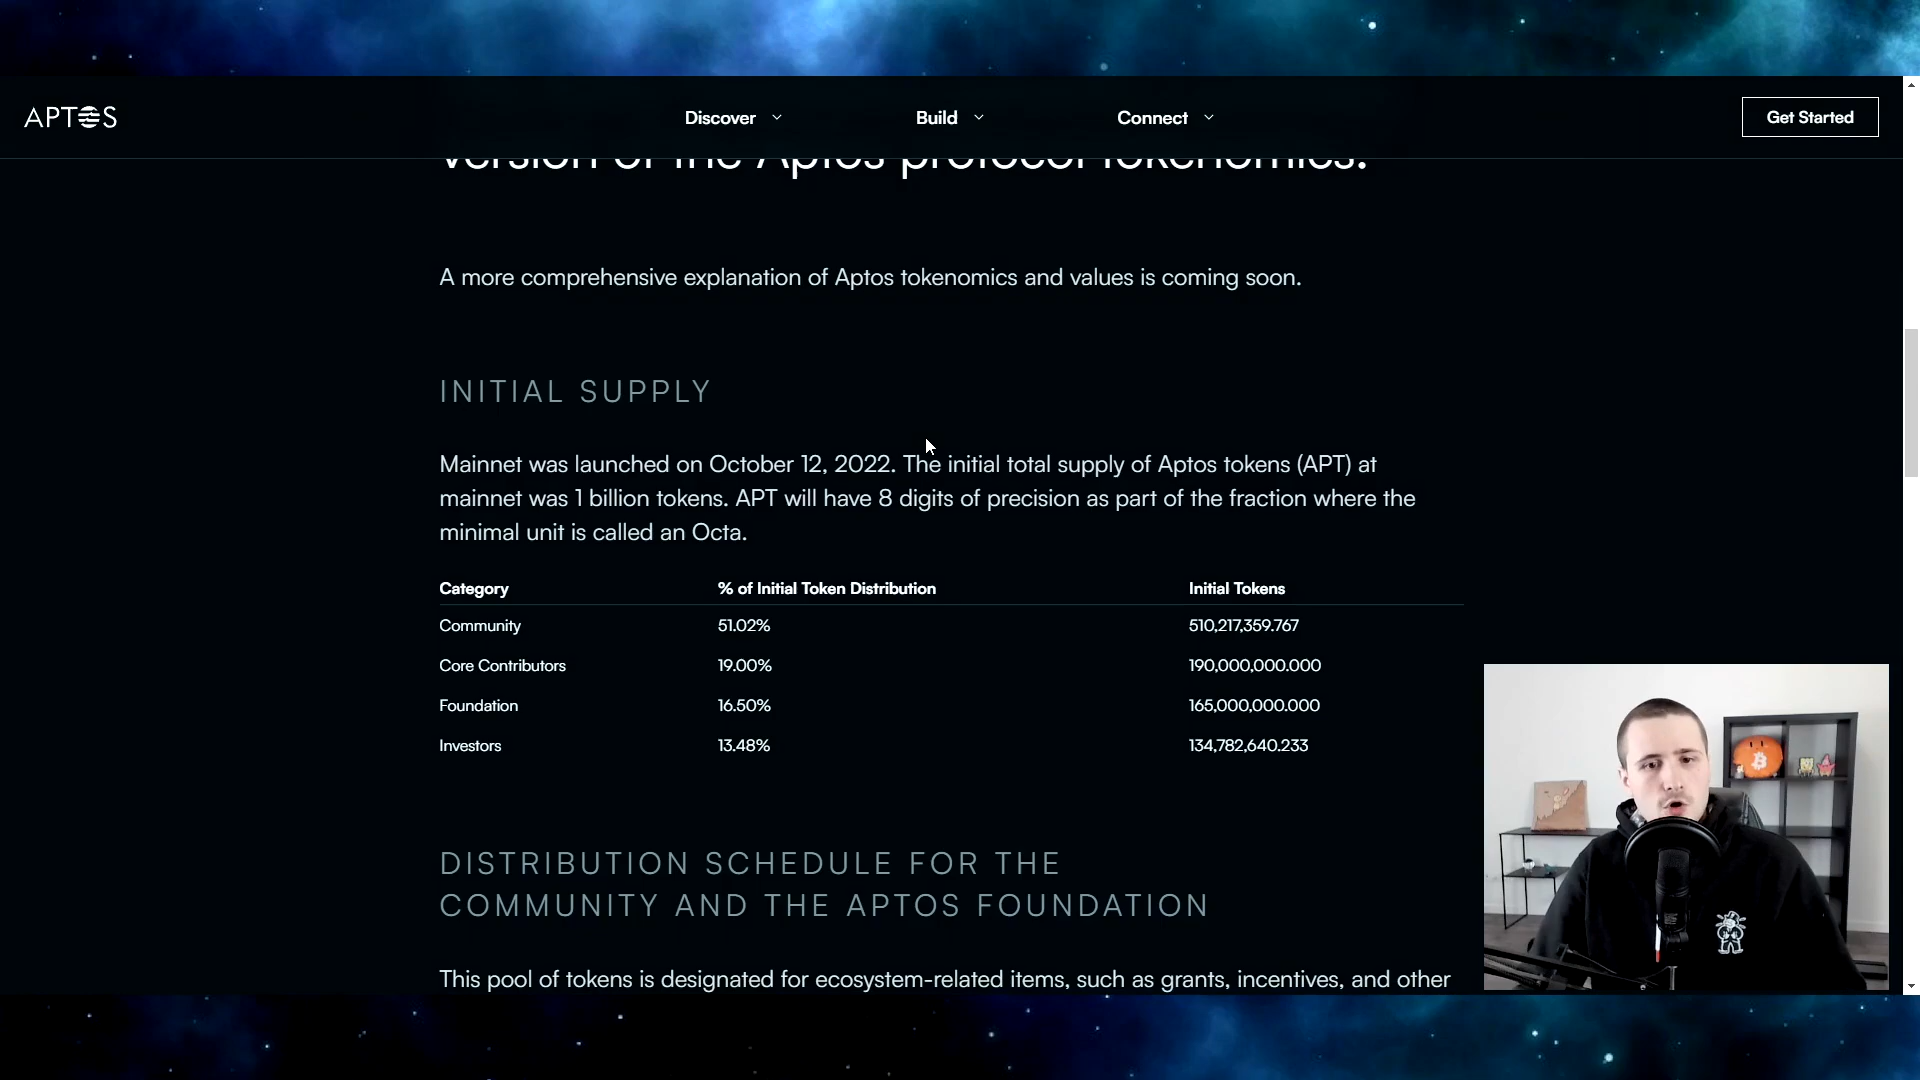 APTOS
Discover
Build
Connect
Get Started
version of the Aptos protocol tokenomics.
A more comprehensive explanation of Aptos tokenomics and values is coming soon.
INITIAL SUPPLY
Mainnet was launched on October 12, 2022. The initial total supply of Aptos tokens (APT) at
mainnet was 1 billion tokens. APT will have 8 digits of precision as part of the fraction where the
minimal unit is called an Octa.
Category % of Initial Token Distribution Initial Tokens
Community 51.02% 510,217,359.767
Core Contributors 19.00% 190,000,000.000
Foundation 16.50% 165,000,000.000
Investors 13.48% 134,782,640.233
DISTRIBUTION SCHEDULE FOR THE
COMMUNITY AND THE APTOS FOUNDATION
This pool of tokens is designated for ecosystem-related items, such as grants, incentives, and other